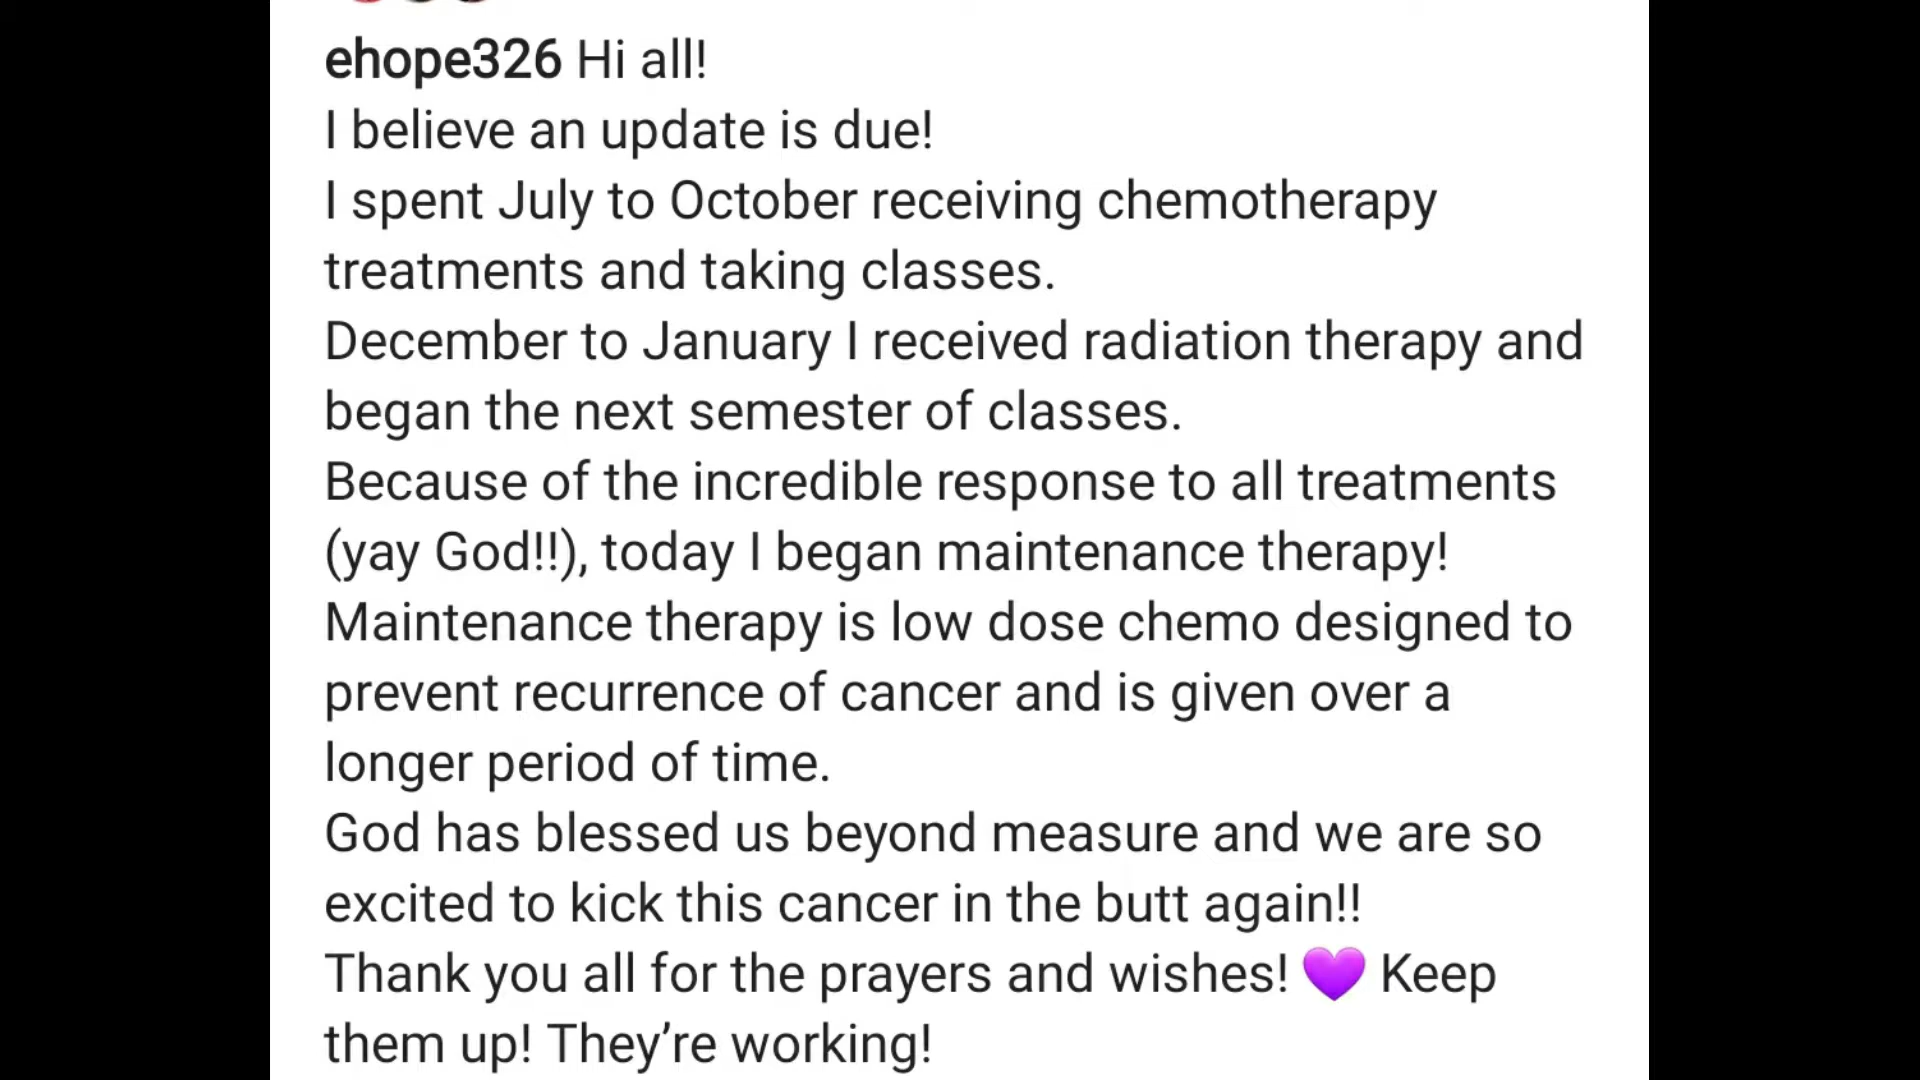 ehope326 Hi all!
I believe an update is due!
I spent July to October receiving chemotherapy
treatments and taking classes.
December to January I received radiation therapy and
began the next semester of classes.
Because of the incredible response to all treatments
(yay God!!), today I began maintenance therapy!
Maintenance therapy is low dose chemo designed to
prevent recurrence of cancer and is given over a
longer period of time.
God has blessed us beyond measure and we are so
excited to kick this cancer in the butt again!!
Thank you all for the prayers and wishes! 💜 Keep
them up! They’re working!